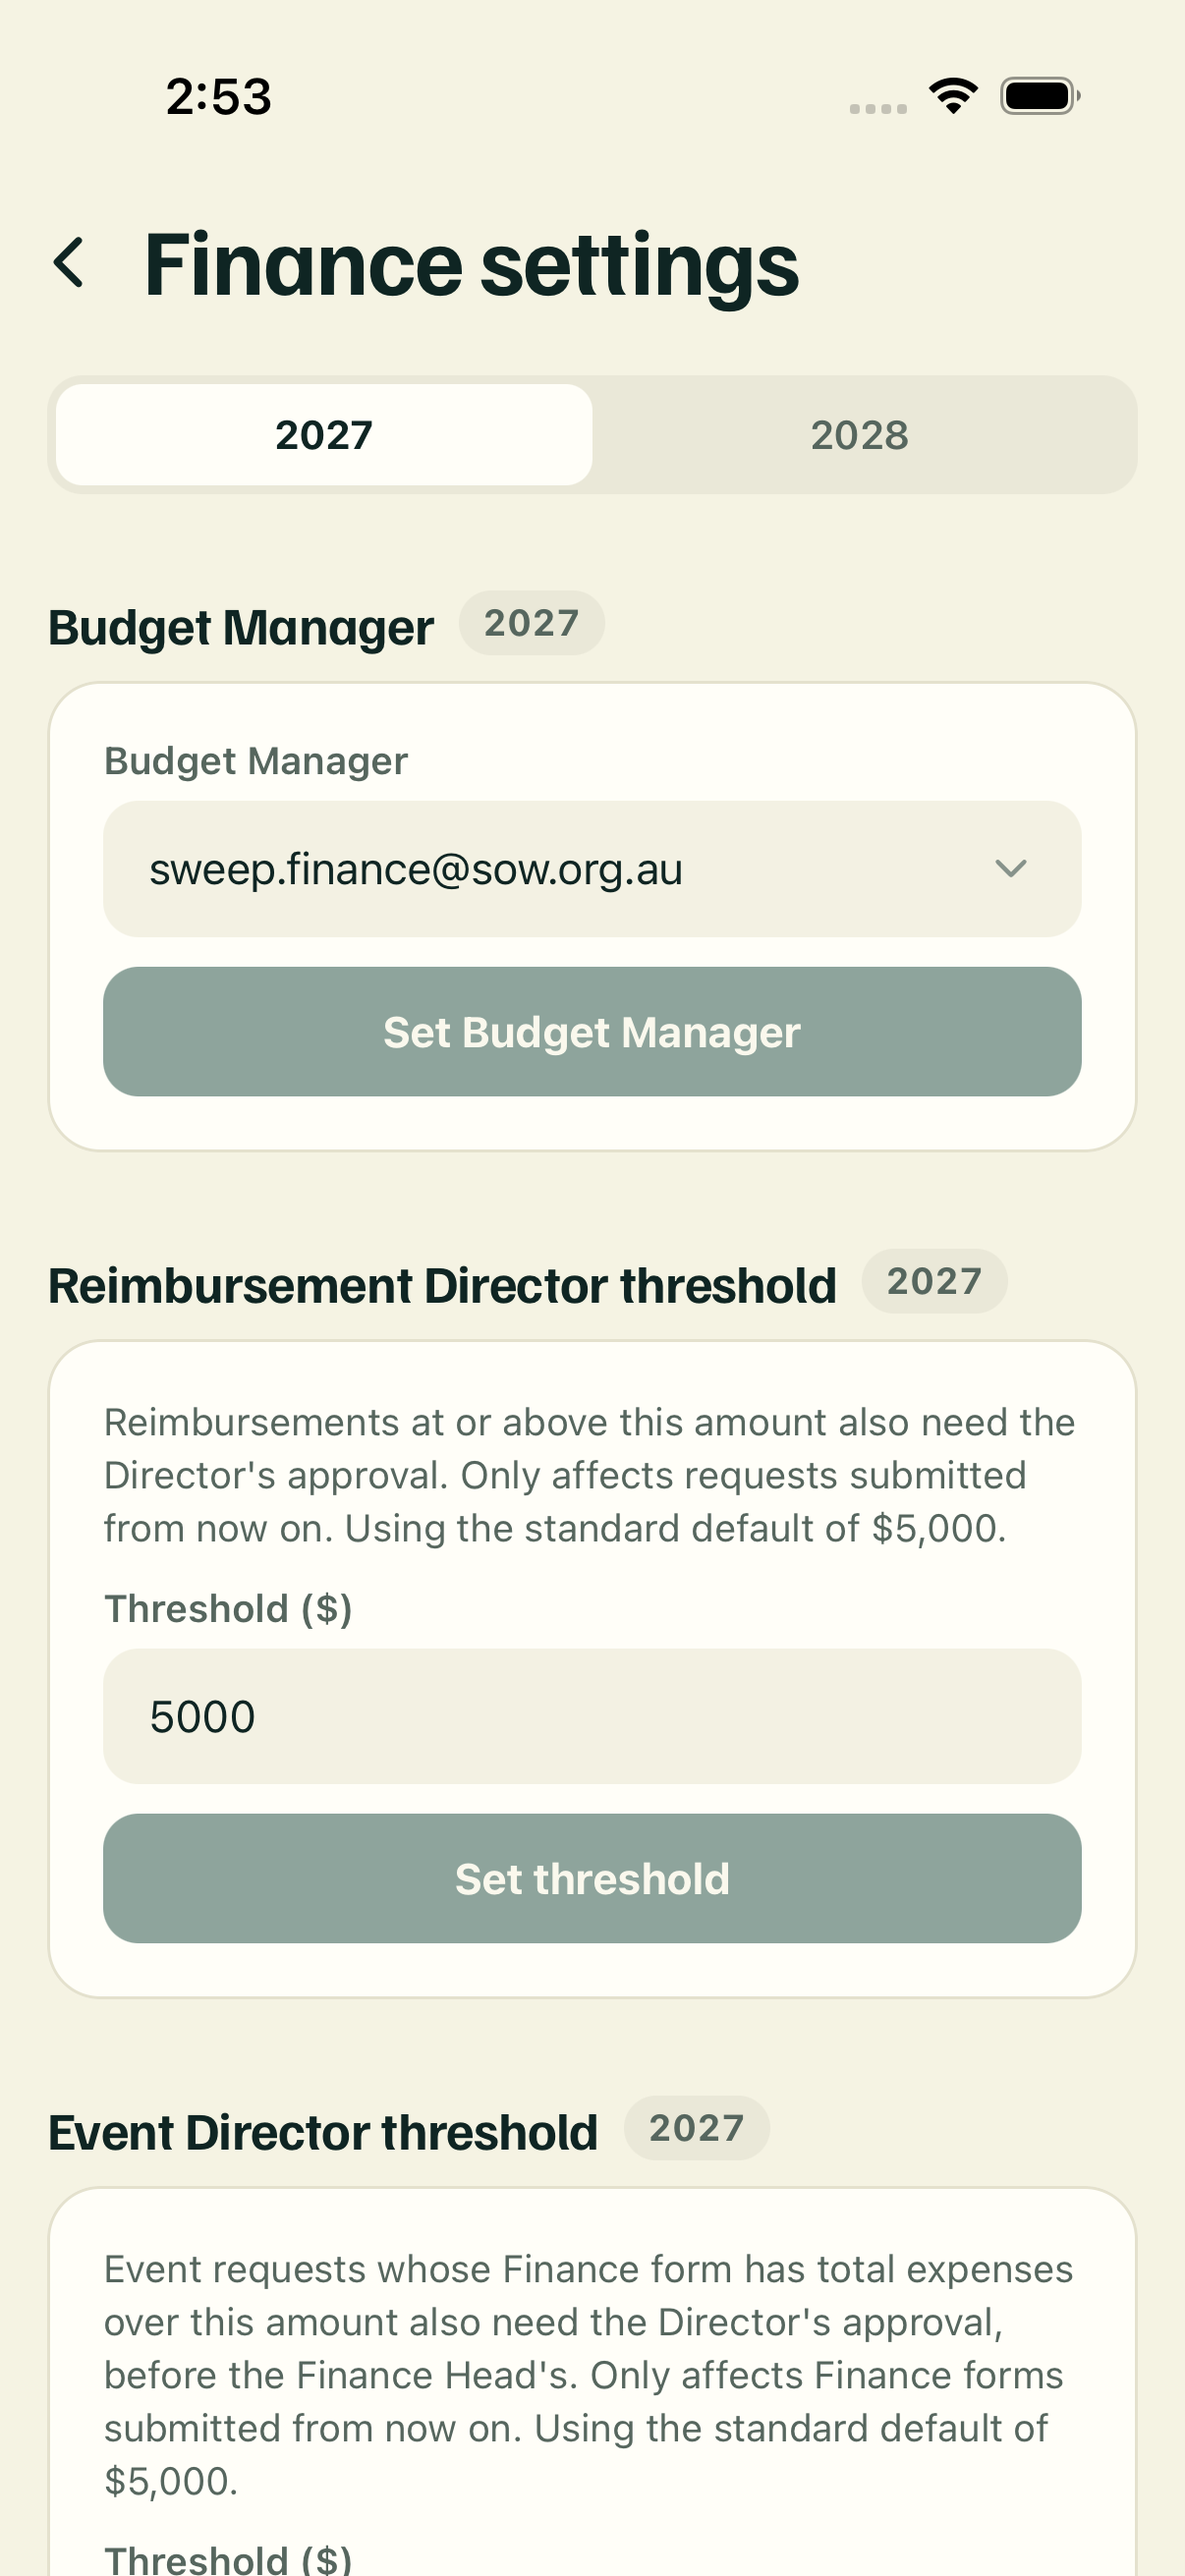 2:53
Finance settings
2027
2028
Budget Manager 2027
Budget Manager
sweep.finance@sow.org.au
Set Budget Manager
Reimbursement Director threshold 2027
Reimbursements at or above this amount also need the
Director's approval. Only affects requests submitted
from now on. Using the standard default of $5,000.
Threshold ($)
5000
Set threshold
Event Director threshold 2027
Event requests whose Finance form has total expenses
over this amount also need the Director's approval,
before the Finance Head's. Only affects Finance forms
submitted from now on. Using the standard default of
$5,000.
Threshold ($)